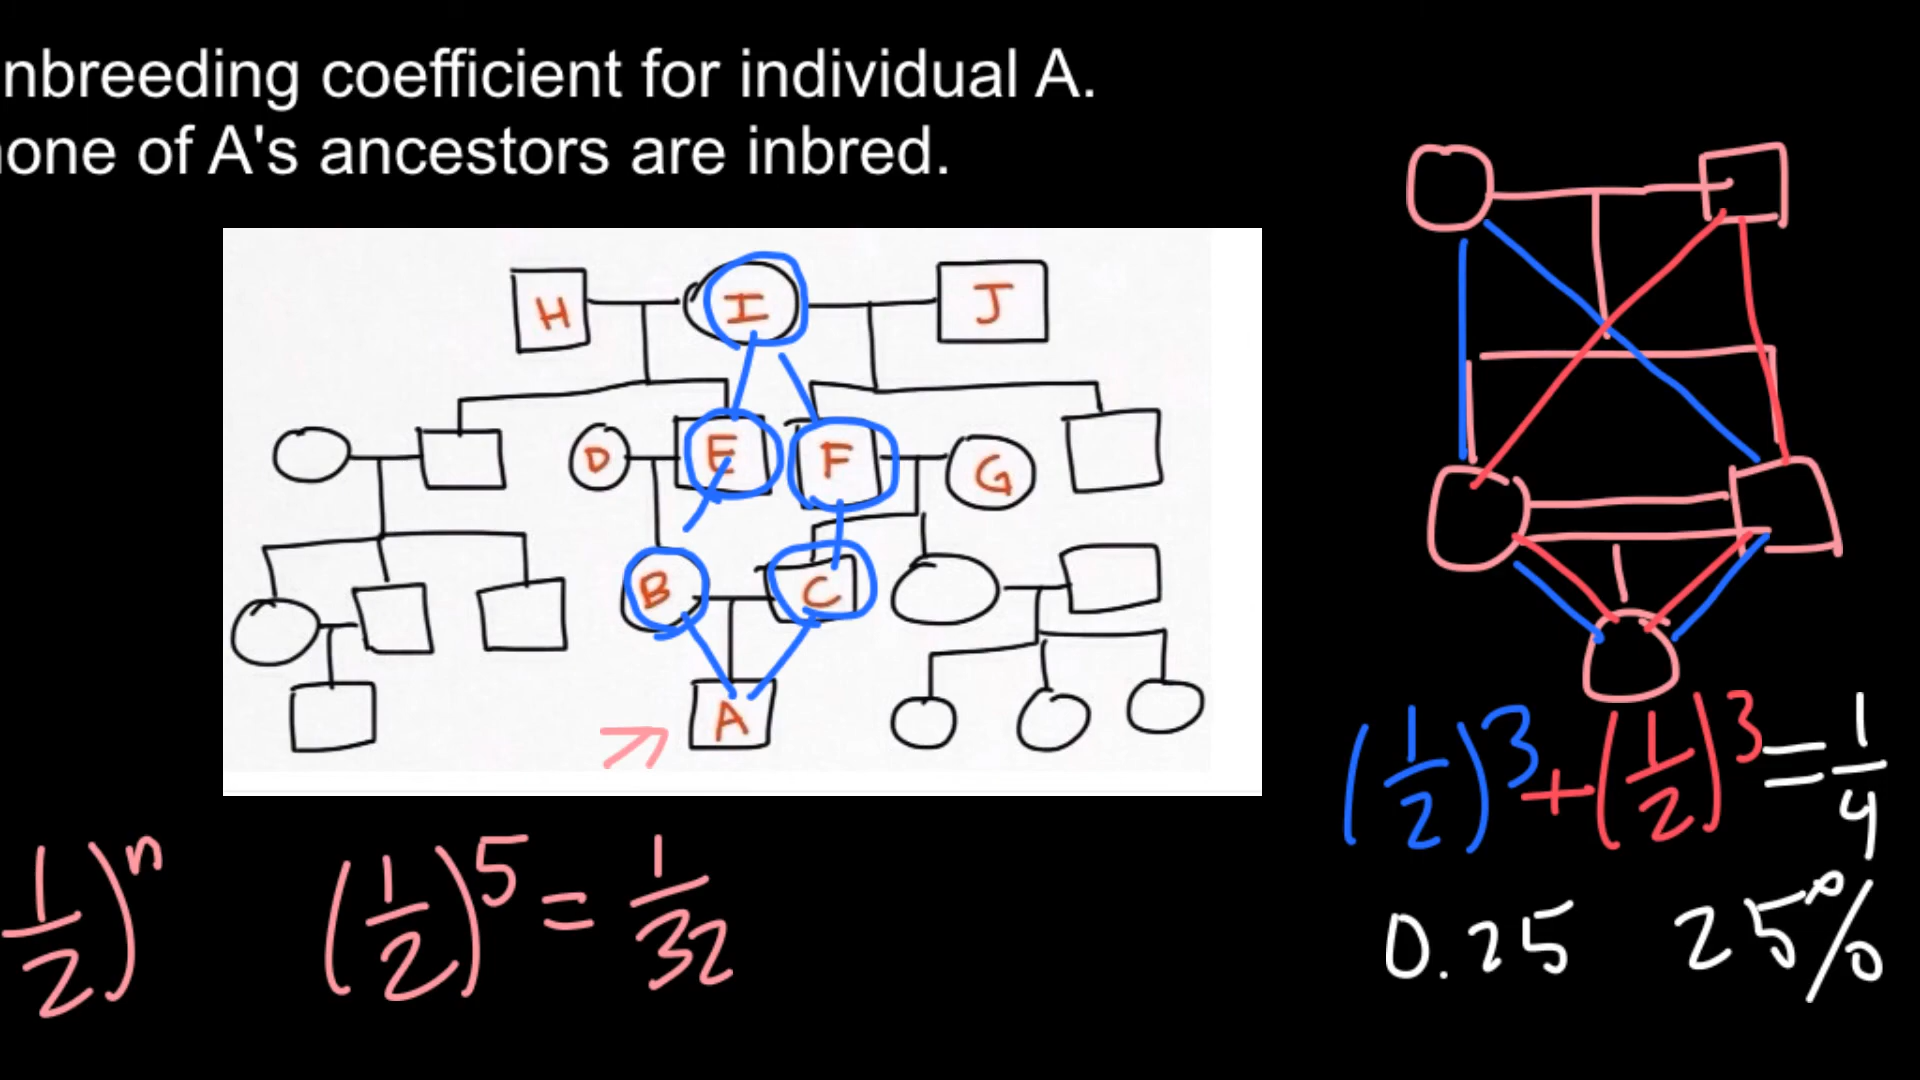 nbreeding coefficient for individual A.
one of A's ancestors are inbred.
H I J
D E F G
B C
A
(1/2)^3 + (1/2)^3 = 1/4
1/2)^n (1/2)^5 = 1/32
0.25 25%